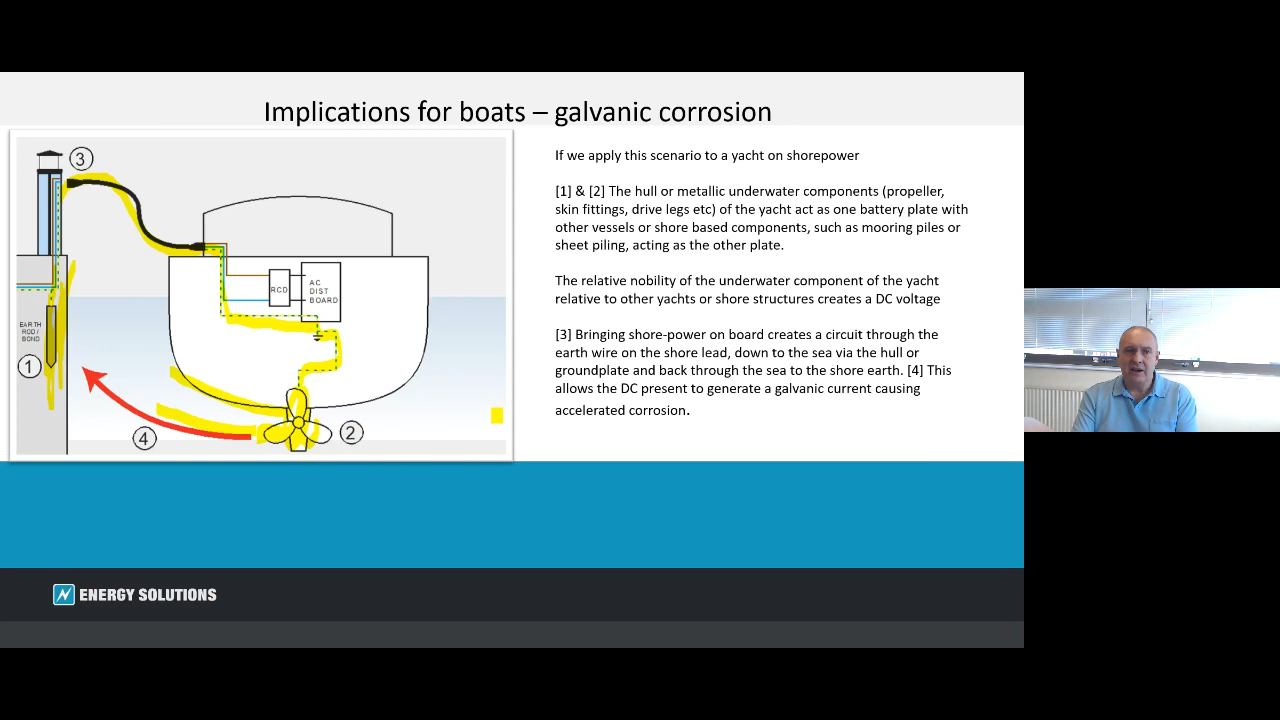 Implications for boats – galvanic corrosion
If we apply this scenario to a yacht on shorepower
[1] & [2] The hull or metallic underwater components (propeller,
skin fittings, drive legs etc) of the yacht act as one battery plate with
other vessels or shore based components, such as mooring piles or
sheet piling, acting as the other plate.
The relative nobility of the underwater component of the yacht
relative to other yachts or shore structures creates a DC voltage
[3] Bringing shore-power on board creates a circuit through the
earth wire on the shore lead, down to the sea via the hull or
groundplate and back through the sea to the shore earth. [4] This
allows the DC present to generate a galvanic current causing
accelerated corrosion.
3
RCD
AC
DIST
BOARD
EARTH
ROD/
BOND
1
2
4
ENERGY SOLUTIONS